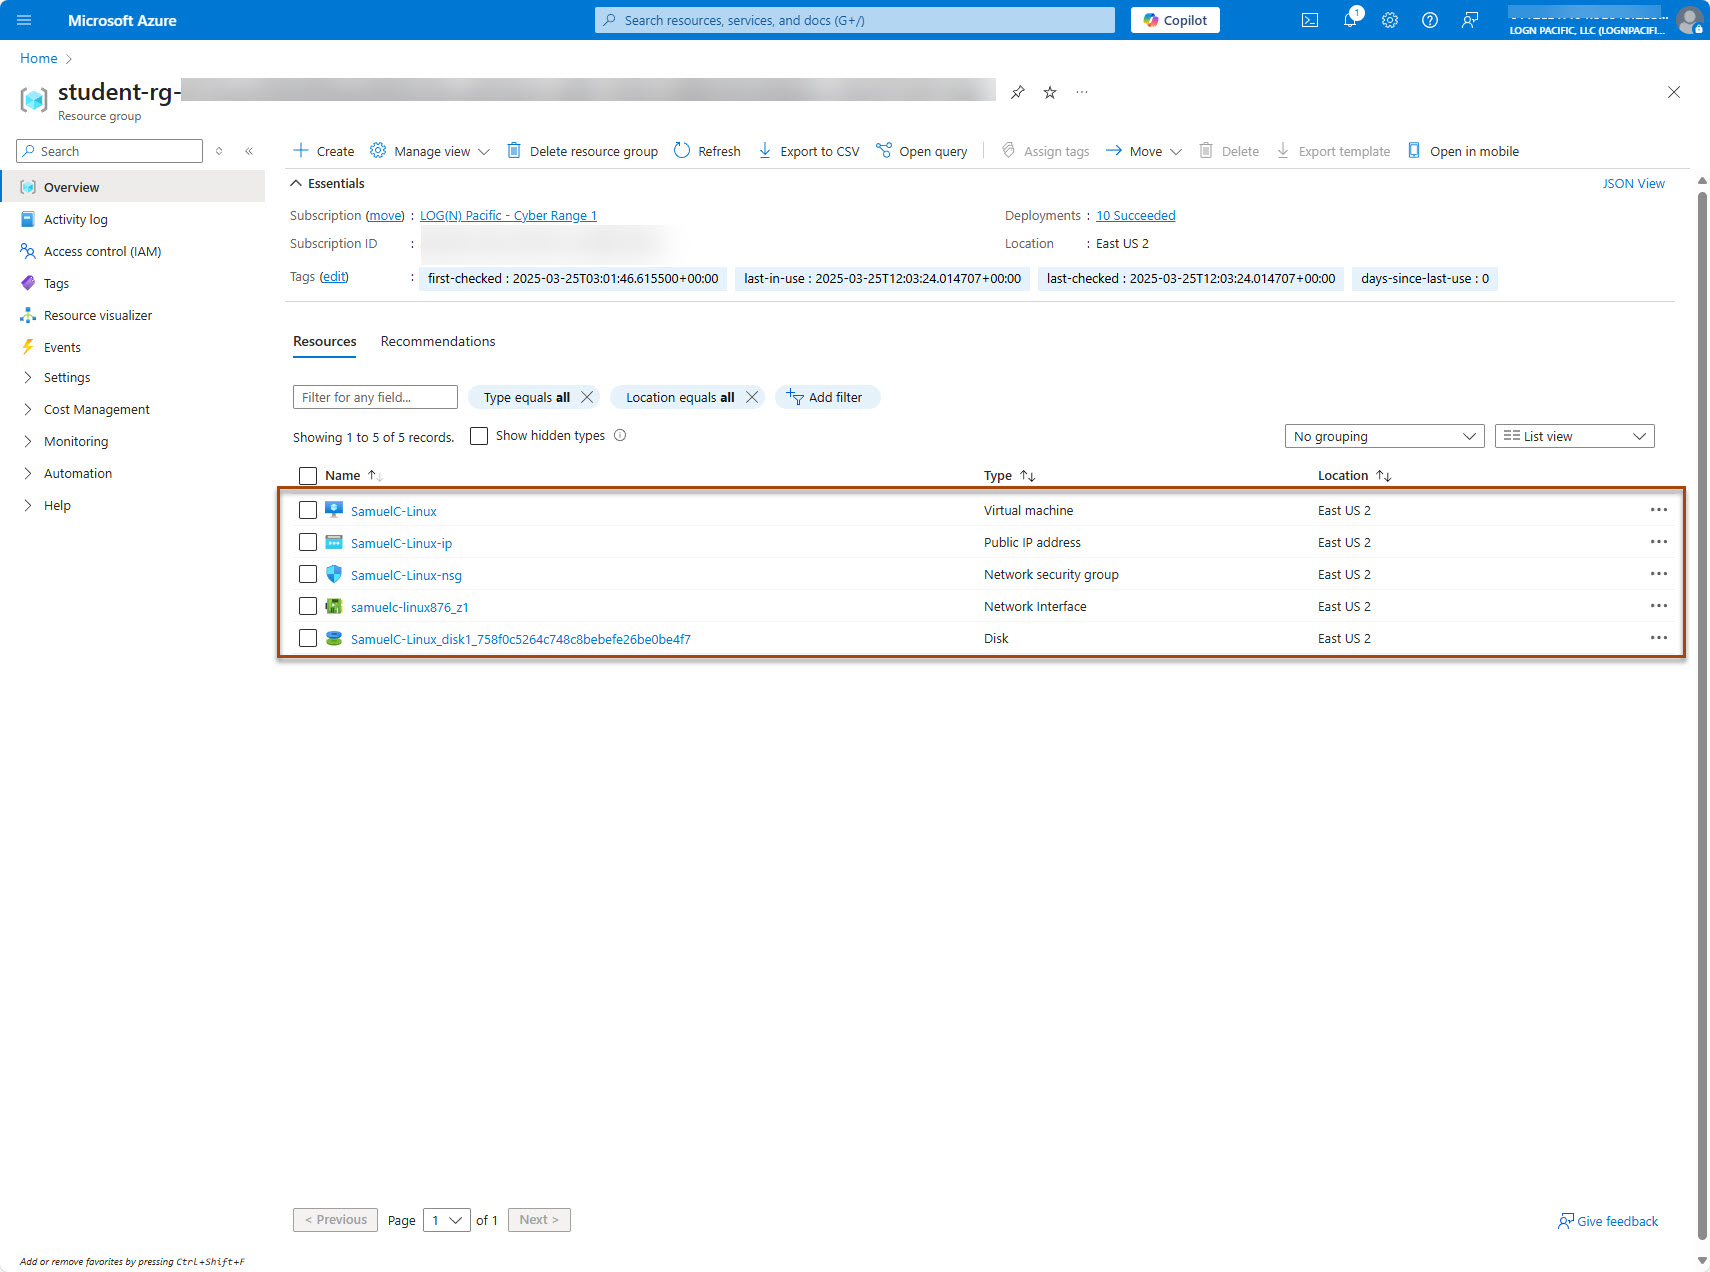 Microsoft Azure
Search resources, services, and docs (G+/)
Copilot
1
LOGN PACIFIC, LLC (LOGNPACIFI...
Home
student-rg-
Resource group
Search
Create
Manage view
Delete resource group
Refresh
Export to CSV
Open query
Assign tags
Move
Delete
Export template
Open in mobile
Overview
Activity log
Access control (IAM)
Tags
Resource visualizer
Events
Settings
Cost Management
Monitoring
Automation
Help
Essentials
JSON View
Subscription (move) : LOG(N) Pacific - Cyber Range 1
Deployments : 10 Succeeded
Subscription ID :
Location : East US 2
Tags (edit) : first-checked : 2025-03-25T03:01:46.615500+00:00 last-in-use : 2025-03-25T12:03:24.014707+00:00 last-checked : 2025-03-25T12:03:24.014707+00:00 days-since-last-use : 0
Resources Recommendations
Filter for any field...
Type equals all
Location equals all
Add filter
Showing 1 to 5 of 5 records.
Show hidden types
No grouping
List view
Name Type Location
SamuelC-Linux Virtual machine East US 2
SamuelC-Linux-ip Public IP address East US 2
SamuelC-Linux-nsg Network security group East US 2
samuelc-linux876_z1 Network Interface East US 2
SamuelC-Linux_disk1_758f0c5264c748c8bebefe26be0be4f7 Disk East US 2
< Previous Page 1 of 1 Next >
Give feedback
Add or remove favorites by pressing Ctrl+Shift+F